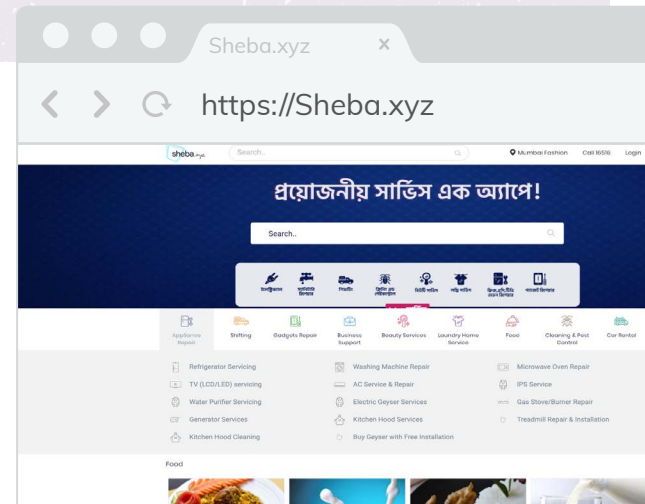 Sheba.xyz ×
https://Sheba.xyz
sheba.xyz
Search..
Mumbai Fashion Call 16516 Login
প্রয়োজনীয় সার্ভিস এক অ্যাপে!
Search..
Appliance Repair
Shifting
Gadgets Repair
Business Support
Beauty Services
Laundry Home Service
Food
Cleaning & Pest Control
Car Rental
Refrigerator Servicing
Washing Machine Repair
Microwave Oven Repair
TV (LCD/LED) servicing
AC Service & Repair
IPS Service
Water Purifier Servicing
Electric Geyser Services
Gas Stove/Burner Repair
Generator Services
Kitchen Hood Services
Treadmill Repair & Installation
Kitchen Hood Cleaning
Buy Geyser with Free Installation
Food